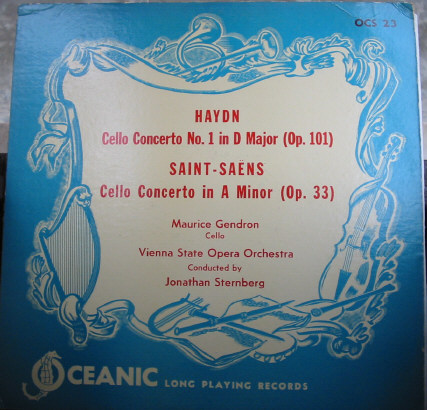 OCS 23
HAYDN
Cello Concerto No. 1 in D Major (Op. 101)
SAINT-SAËNS
Cello Concerto in A Minor (Op. 33)
Maurice Gendron
Cello
Vienna State Opera Orchestra
Conducted by
Jonathan Sternberg
OCEANIC LONG PLAYING RECORDS